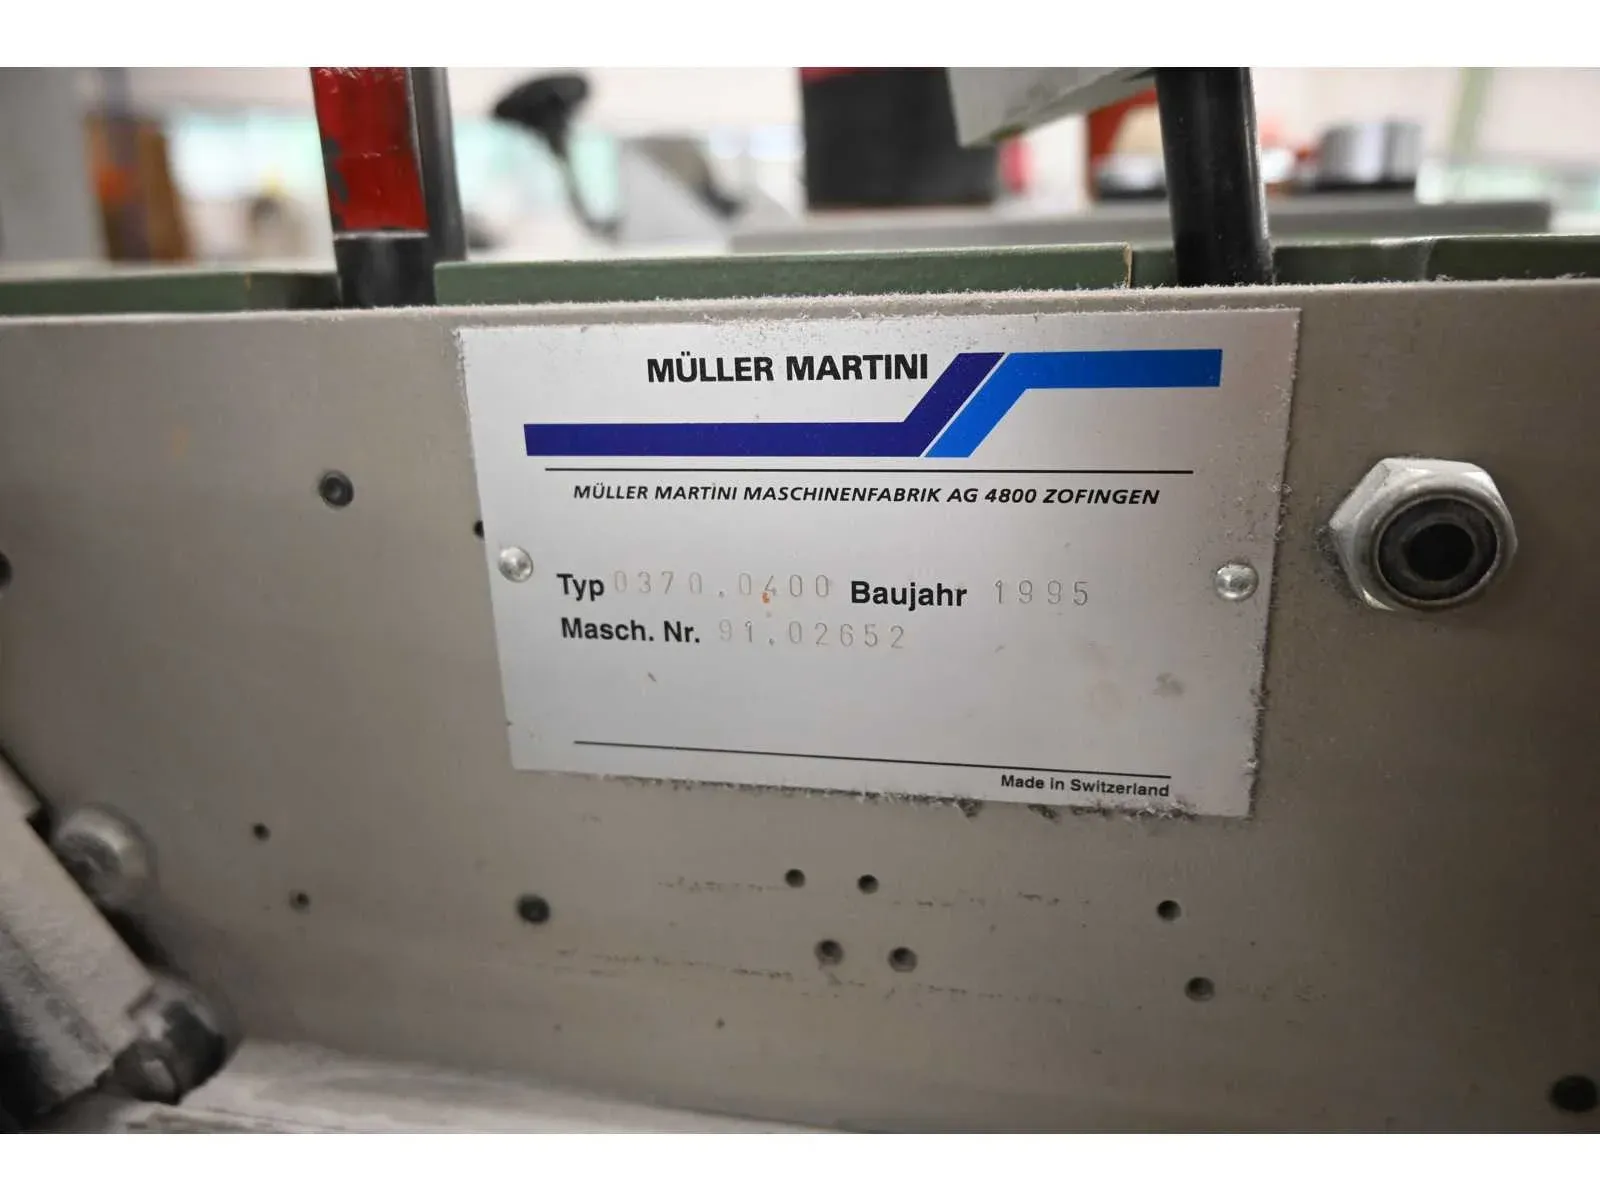 MÜLLER MARTINI
MÜLLER MARTINI MASCHINENFABRIK AG 4800 ZOFINGEN
Typ 0370.0400 Baujahr 1995
Masch. Nr. 91.02652
Made in Switzerland